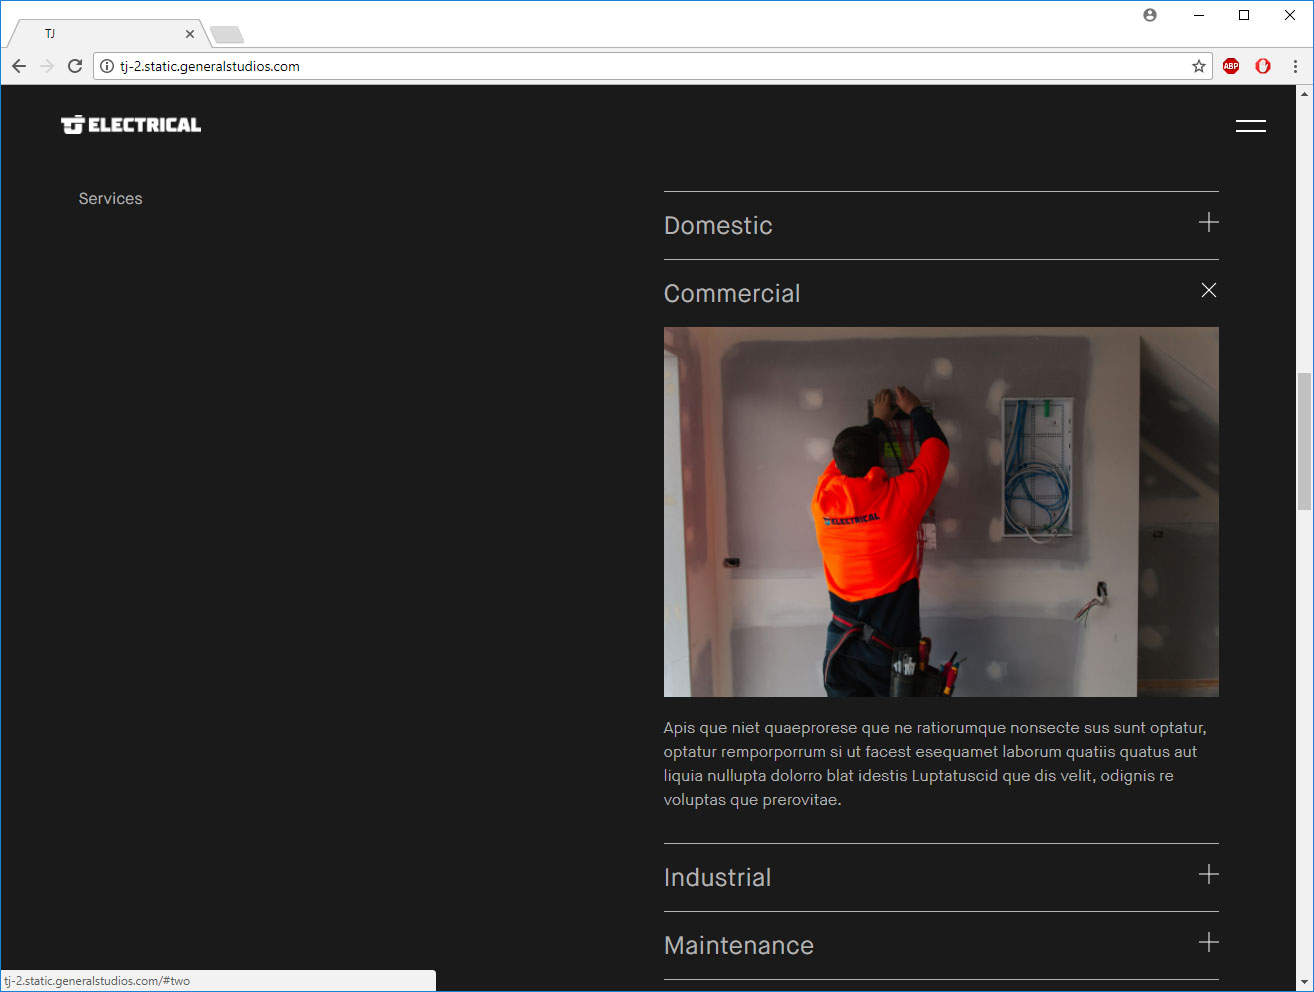 TJ
tj-2.static.generalstudios.com
ABP
TJ ELECTRICAL
Services
Domestic
Commercial
TJ ELECTRICAL
Apis que niet quaeprorese que ne ratiorumque nonsecte sus sunt optatur,
optatur remporporrum si ut facest esequamet laborum quatiis quatus aut
liquia nullupta dolorro blat idestis Luptatuscid que dis velit, odignis re
voluptas que prerovitae.
Industrial
Maintenance
tj-2.static.generalstudios.com/#two